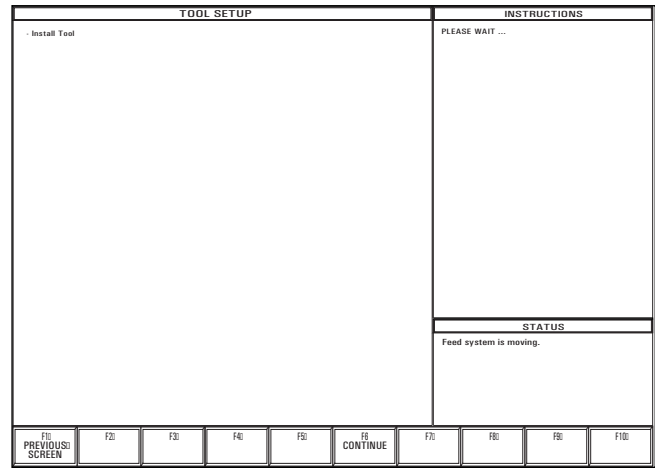 TOOL SETUP
- Install Tool
INSTRUCTIONS
PLEASE WAIT ...
STATUS
Feed system is moving.
F1
PREVIOUS
SCREEN
F2
F3
F4
F5
F6
CONTINUE
F7
F8
F9
F10